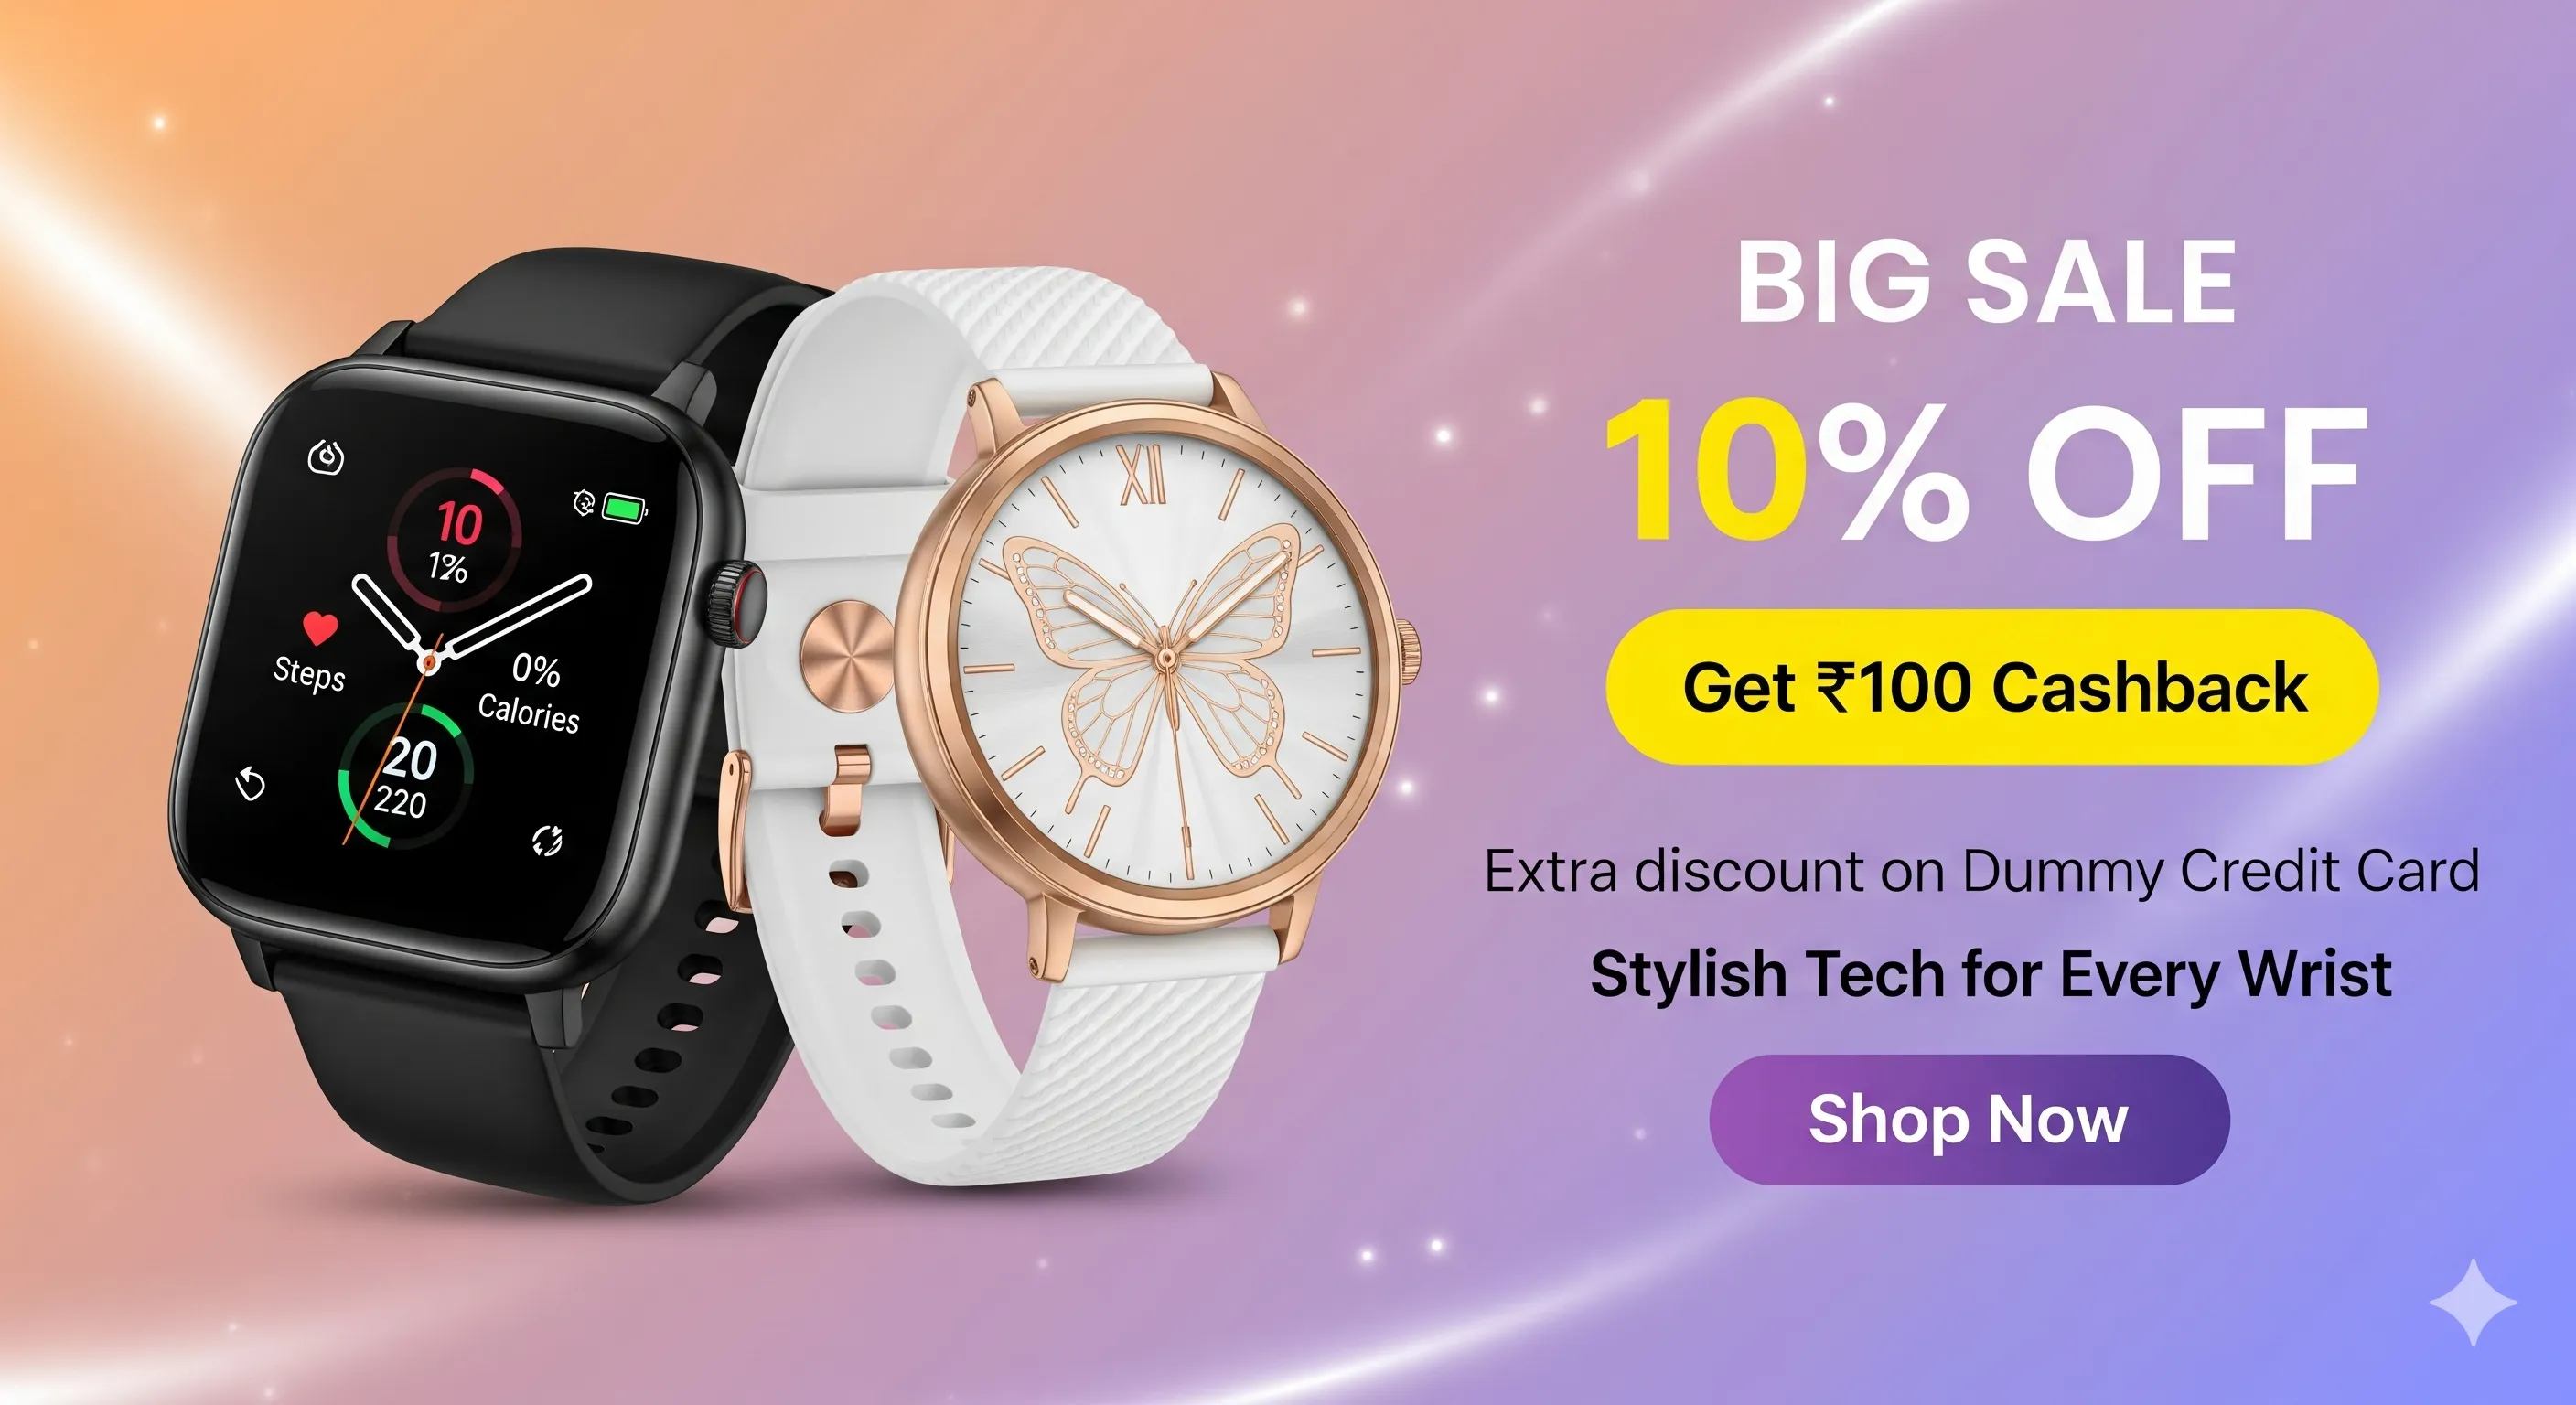 10
1%
Steps
0%
Calories
20
220
XII
BIG SALE
10% OFF
Get ₹100 Cashback
Extra discount on Dummy Credit Card
Stylish Tech for Every Wrist
Shop Now